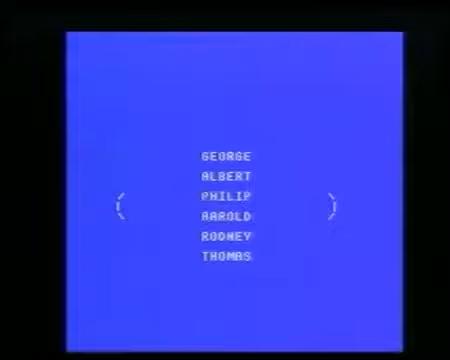 GEORGE
ALBERT
PHILIP
( )
HAROLD
RODNEY
THOMAS